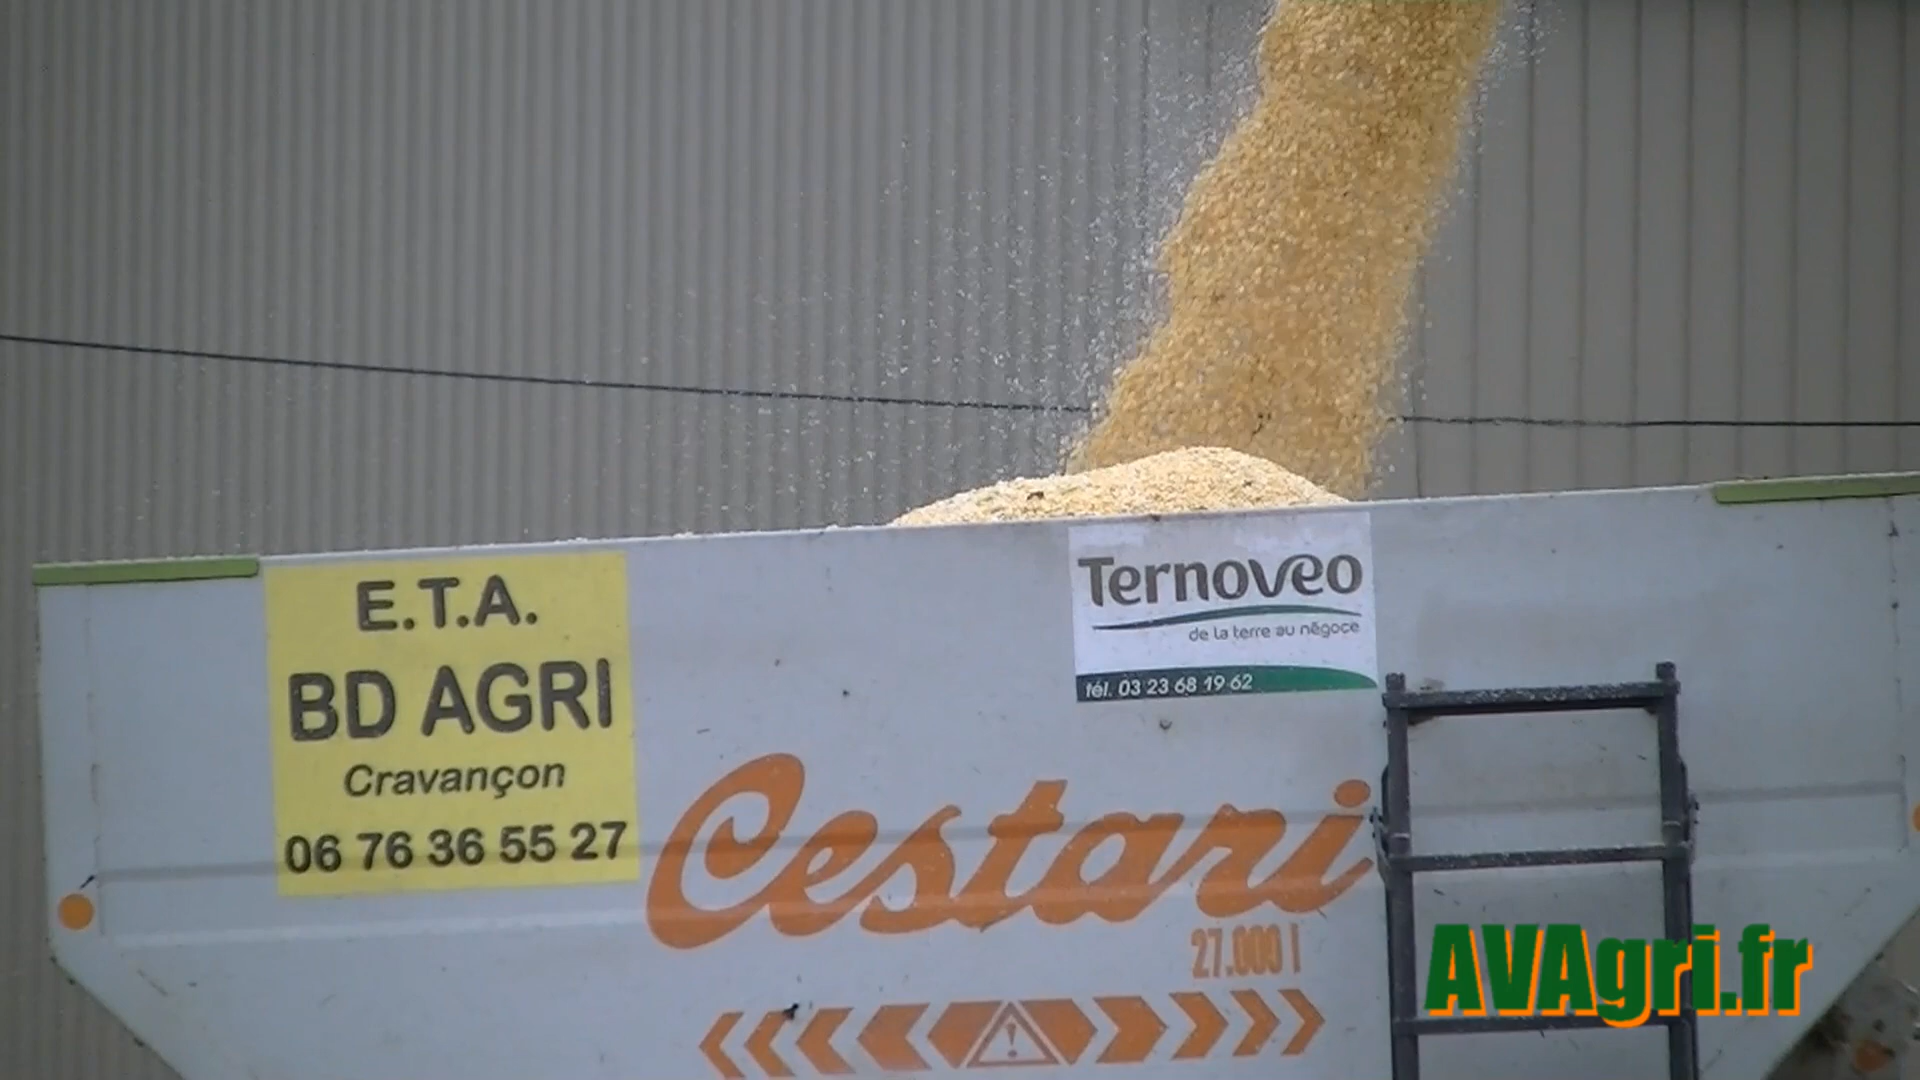 E.T.A.
BD AGRI
Cravançon
06 76 36 55 27
Ternoveo
de la terre au négoce
tél. 03 23 68 19 62
Cestari
27.000 l
AVAgri.fr